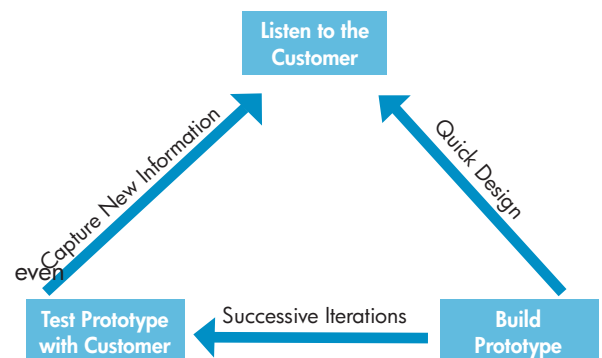 Listen to the
Customer
Capture New Information
Quick Design
even
Test Prototype
with Customer
Successive Iterations
Build
Prototype